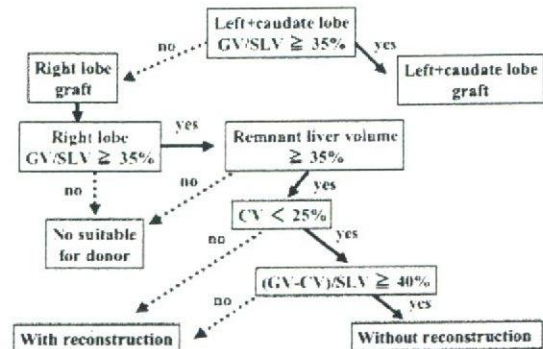 Left+caudate lobe
GV/SLV ≧ 35%
no
yes
Right lobe
graft
Left+caudate lobe
graft
Right lobe
GV/SLV ≧ 35%
yes
Remnant liver volume
≧ 35%
no
no
yes
No suitable
for donor
CV < 25%
no
yes
(GV-CV)/SLV ≧ 40%
no
yes
With reconstruction
Without reconstruction